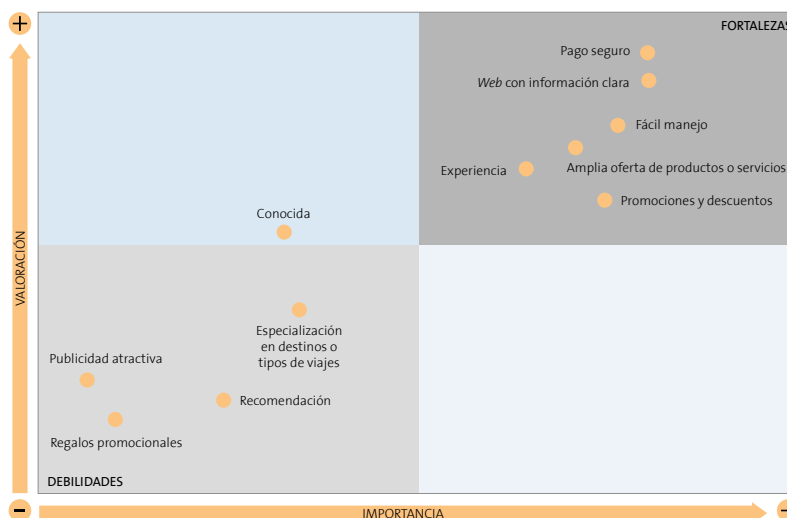 FORTALEZAS
Pago seguro
Web con información clara
Fácil manejo
Experiencia
Amplia oferta de productos o servicios
Promociones y descuentos
Conocida
VALORACIÓN
Especialización
en destinos o
tipos de viajes
Publicidad atractiva
Recomendación
Regalos promocionales
DEBILIDADES
IMPORTANCIA